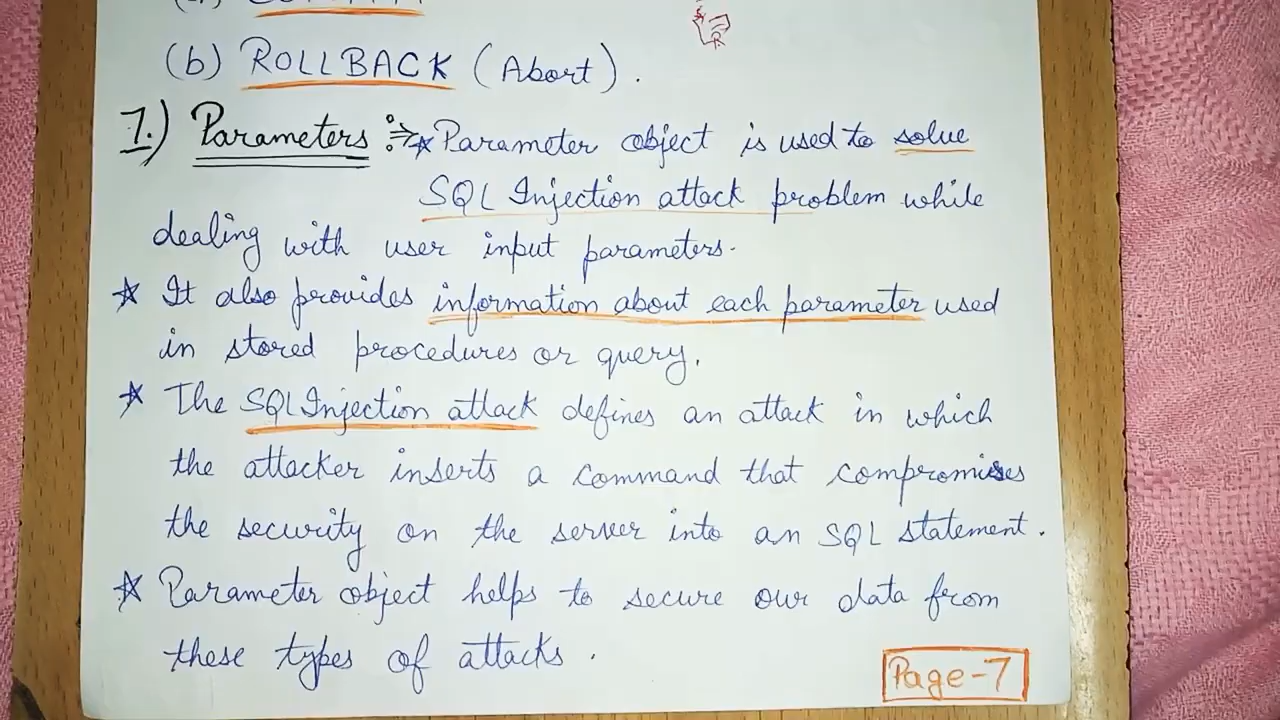 (b) ROLLBACK (Abort).
7.) Parameters :⇒ * Parameter object is used to solve
SQL Injection attack problem while
dealing with user input parameters.
* It also provides information about each parameter used
in stored procedures or query.
* The SQL Injection attack defines an attack in which
the attacker inserts a command that compromises
the security on the server into an SQL statement.
* Parameter object helps to secure our data from
these types of attacks.
Page-7